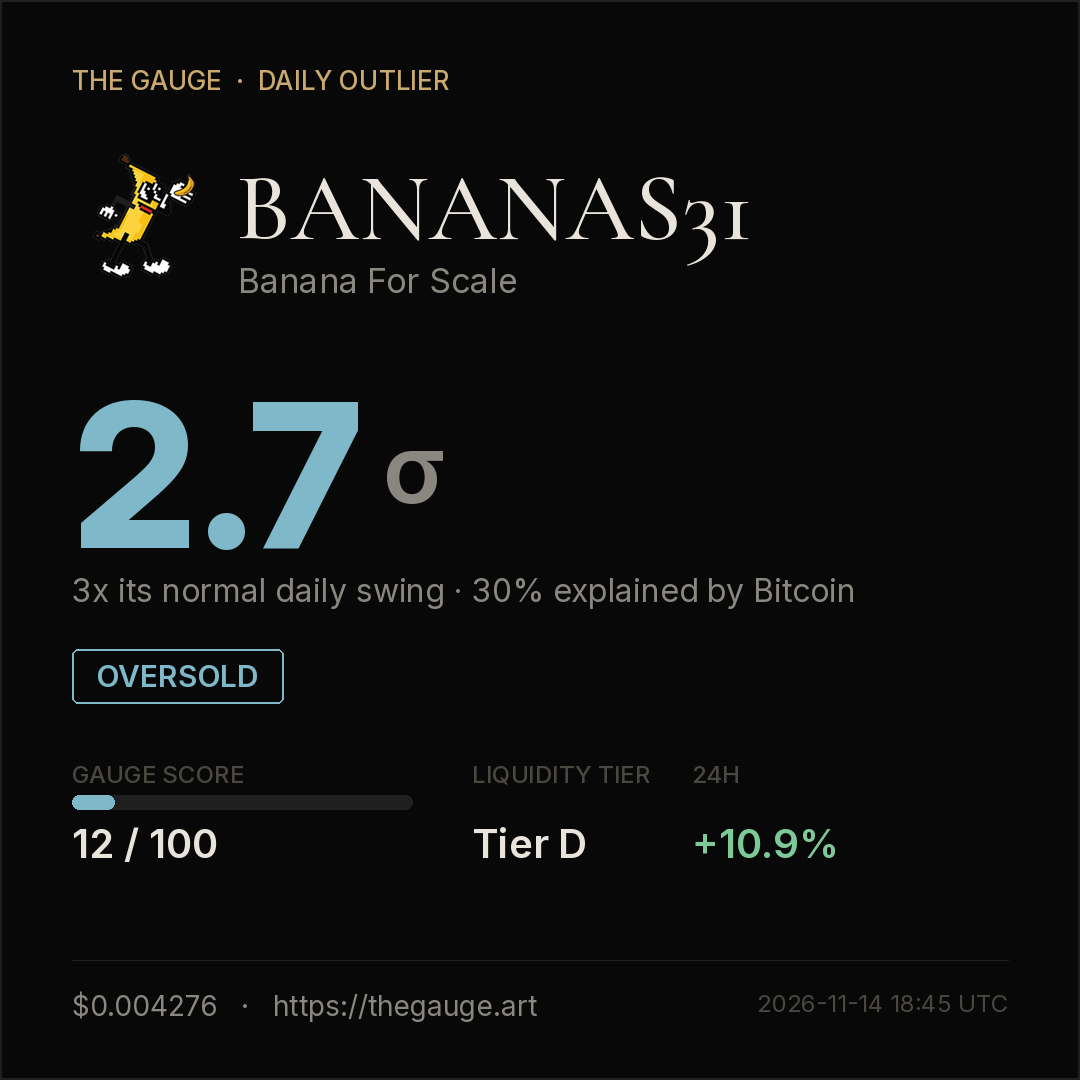 THE GAUGE · DAILY OUTLIER
BANANAS31
Banana For Scale
2.7 σ
3x its normal daily swing · 30% explained by Bitcoin
OVERSOLD
GAUGE SCORE LIQUIDITY TIER 24H
12 / 100 Tier D +10.9%
$0.004276 · https://thegauge.art 2026-11-14 18:45 UTC